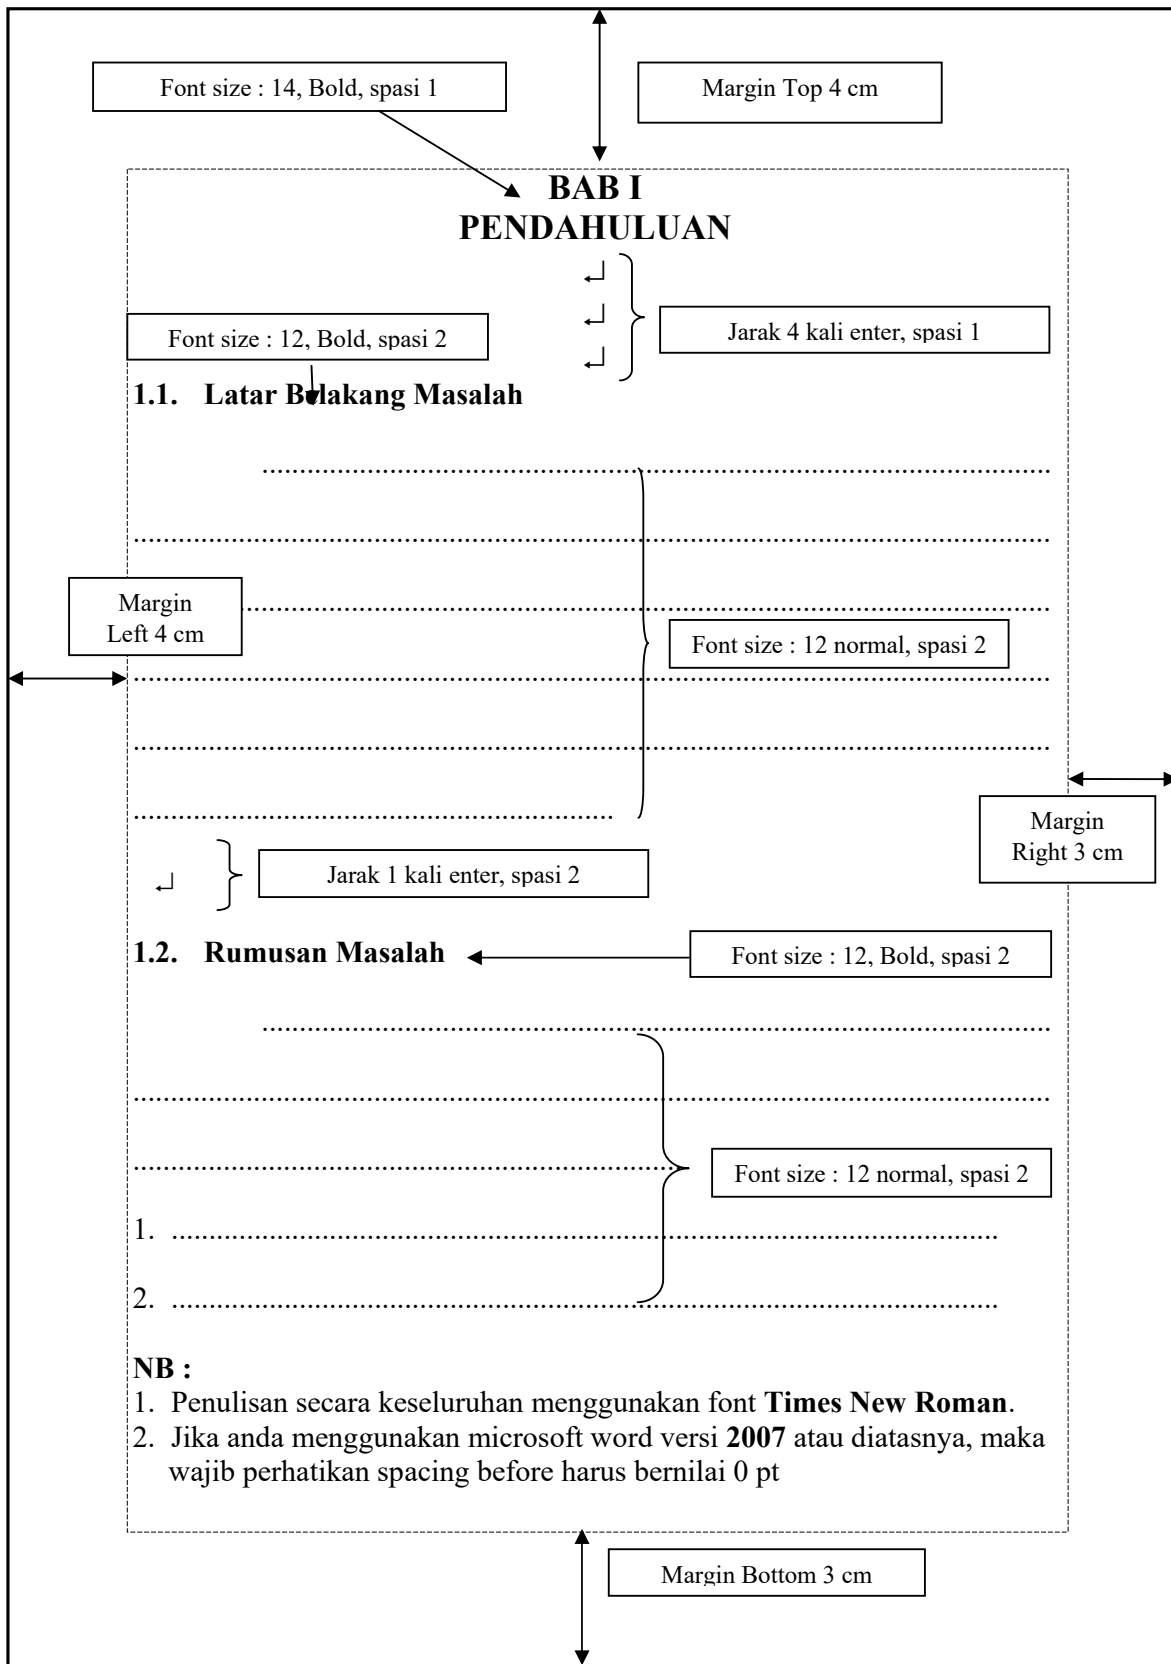 Font size : 14, Bold, spasi 1
Margin Top 4 cm
BAB I
PENDAHULUAN
Jarak 4 kali enter, spasi 1
Font size : 12, Bold, spasi 2
1.1. Latar Belakang Masalah
................................................................................
................................................................................
Margin
Left 4 cm
................................................................................
Font size : 12 normal, spasi 2
................................................................................
................................................................................
................................................................................
Margin
Right 3 cm
Jarak 1 kali enter, spasi 2
1.2. Rumusan Masalah
Font size : 12, Bold, spasi 2
................................................................................
................................................................................
................................................................................
Font size : 12 normal, spasi 2
1. ................................................................................
2. ................................................................................
NB :
1. Penulisan secara keseluruhan menggunakan font Times New Roman.
2. Jika anda menggunakan microsoft word versi 2007 atau diatasnya, maka
wajib perhatikan spacing before harus bernilai 0 pt
Margin Bottom 3 cm